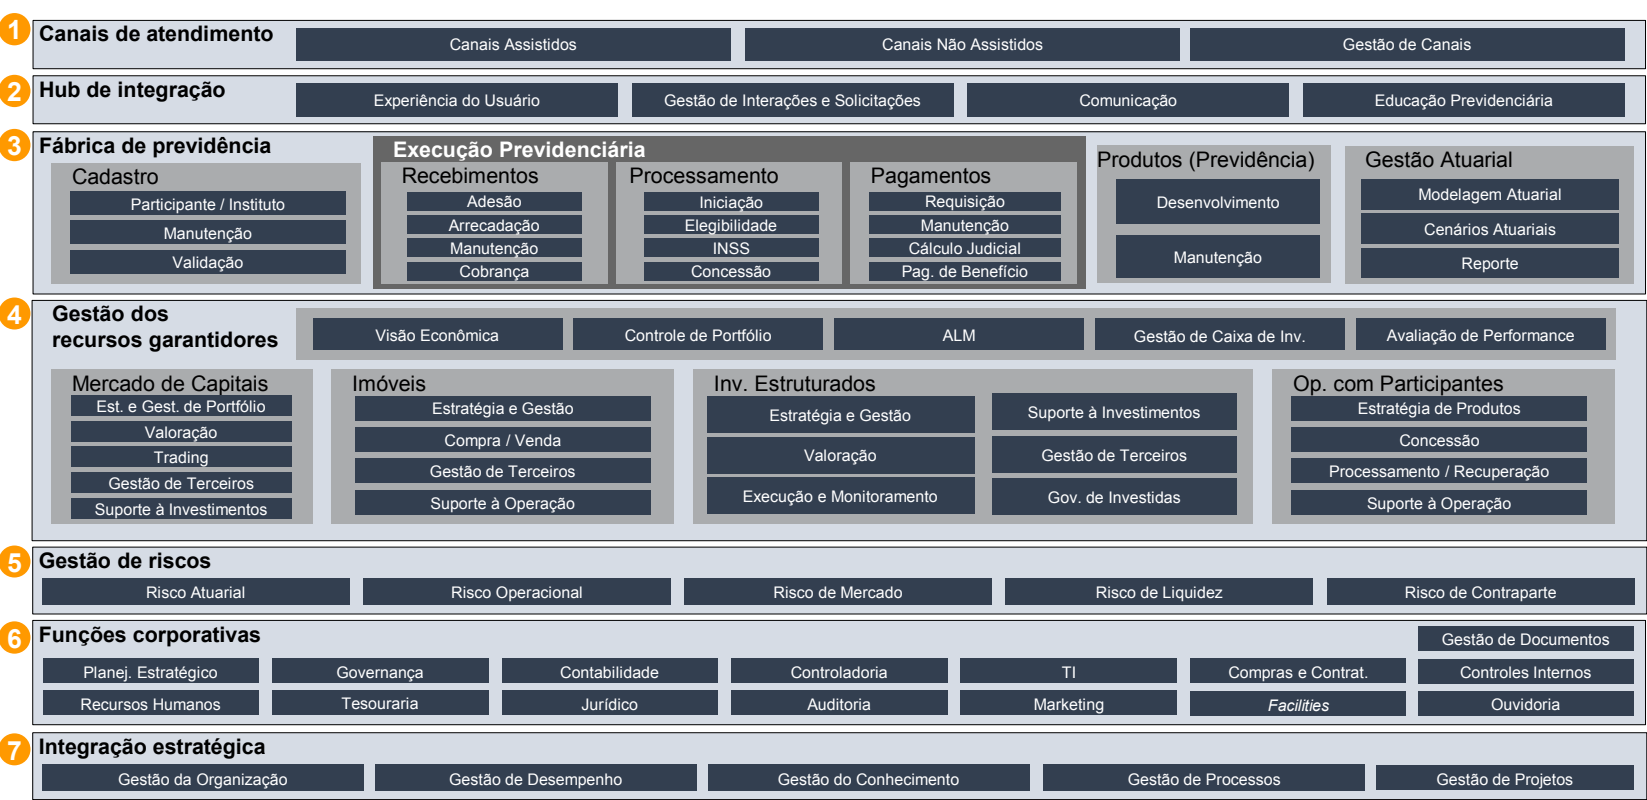 1
Canais de atendimento
Canais Assistidos
Canais Não Assistidos
Gestão de Canais
2
Hub de integração
Experiência do Usuário
Gestão de Interações e Solicitações
Comunicação
Educação Previdenciária
3
Fábrica de previdência
Cadastro
Participante / Instituto
Manutenção
Validação
Execução Previdenciária
Recebimentos
Adesão
Arrecadação
Manutenção
Cobrança
Processamento
Iniciação
Elegibilidade
INSS
Concessão
Pagamentos
Requisição
Manutenção
Cálculo Judicial
Pag. de Benefício
Produtos (Previdência)
Desenvolvimento
Manutenção
Gestão Atuarial
Modelagem Atuarial
Cenários Atuariais
Reporte
4
Gestão dos
recursos garantidores
Visão Econômica
Controle de Portfólio
ALM
Gestão de Caixa de Inv.
Avaliação de Performance
Mercado de Capitais
Est. e Gest. de Portfólio
Valoração
Trading
Gestão de Terceiros
Suporte à Investimentos
Imóveis
Estratégia e Gestão
Compra / Venda
Gestão de Terceiros
Suporte à Operação
Inv. Estruturados
Estratégia e Gestão
Valoração
Execução e Monitoramento
Suporte à Investimentos
Gestão de Terceiros
Gov. de Investidas
Op. com Participantes
Estratégia de Produtos
Concessão
Processamento / Recuperação
Suporte à Operação
5
Gestão de riscos
Risco Atuarial
Risco Operacional
Risco de Mercado
Risco de Liquidez
Risco de Contraparte
6
Funções corporativas
Gestão de Documentos
Planej. Estratégico
Governança
Contabilidade
Controladoria
TI
Compras e Contrat.
Controles Internos
Recursos Humanos
Tesouraria
Jurídico
Auditoria
Marketing
Facilities
Ouvidoria
7
Integração estratégica
Gestão da Organização
Gestão de Desempenho
Gestão do Conhecimento
Gestão de Processos
Gestão de Projetos